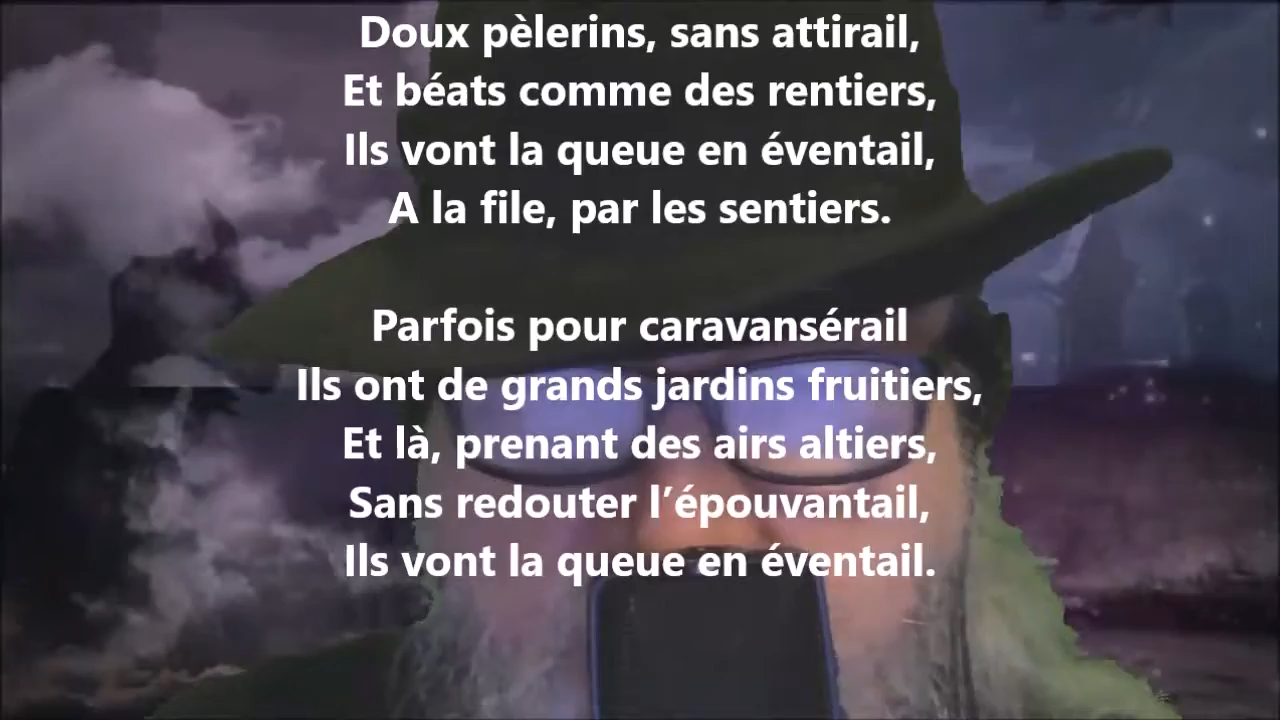 Doux pèlerins, sans attirail,
Et béats comme des rentiers,
Ils vont la queue en éventail,
A la file, par les sentiers.
Parfois pour caravansérail
Ils ont de grands jardins fruitiers,
Et là, prenant des airs altiers,
Sans redouter l’épouvantail,
Ils vont la queue en éventail.